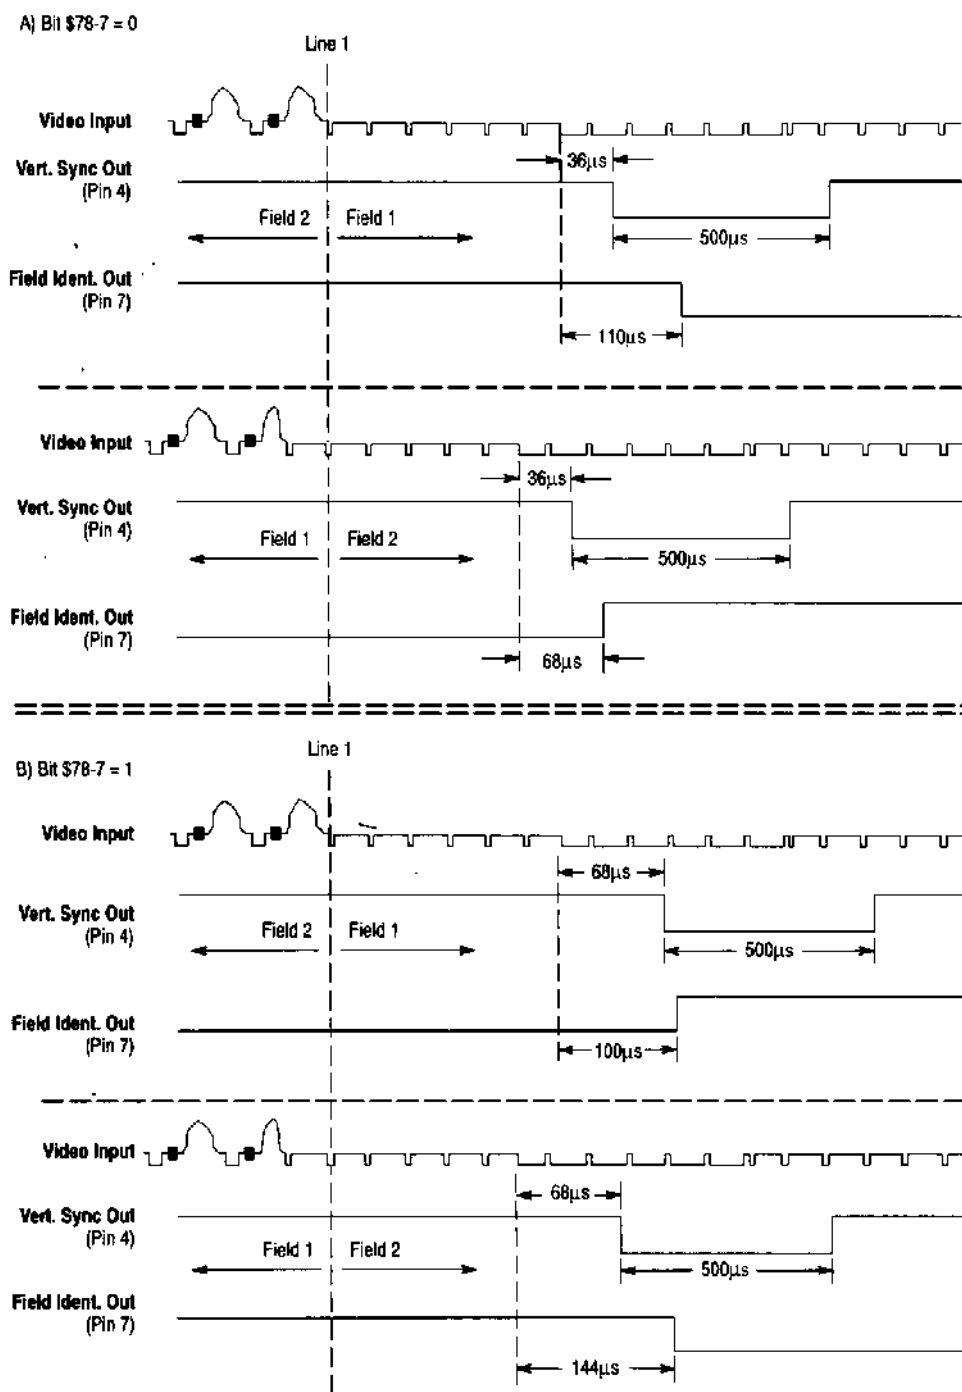 A) Bit $78-7 = 0
Line 1
Video Input
36µs
Vert. Sync Out
(Pin 4)
Field 2 Field 1
500µs
Field Ident. Out
(Pin 7)
110µs
Video Input
36µs
Vert. Sync Out
(Pin 4)
Field 1 Field 2
500µs
Field Ident. Out
(Pin 7)
68µs
Line 1
B) Bit $78-7 = 1
Video Input
68µs
Vert. Sync Out
(Pin 4)
Field 2 Field 1
500µs
Field Ident. Out
(Pin 7)
100µs
Video Input
68µs
Vert. Sync Out
(Pin 4)
Field 1 Field 2
500µs
Field Ident. Out
(Pin 7)
144µs